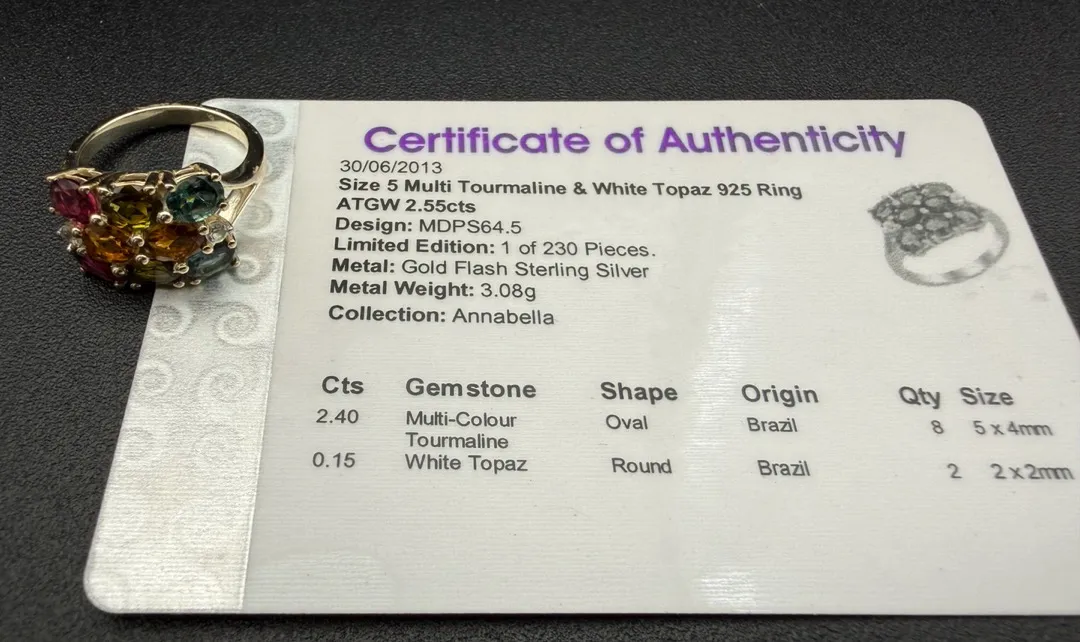 Certificate of Authenticity
30/06/2013
Size 5 Multi Tourmaline & White Topaz 925 Ring
ATGW 2.55cts
Design: MDPS64.5
Limited Edition: 1 of 230 Pieces.
Metal: Gold Flash Sterling Silver
Metal Weight: 3.08g
Collection: Annabella
Cts Gemstone Shape Origin Qty Size
2.40 Multi-Colour Oval Brazil 8 5 x 4mm
Tourmaline
0.15 White Topaz Round Brazil 2 2 x 2mm